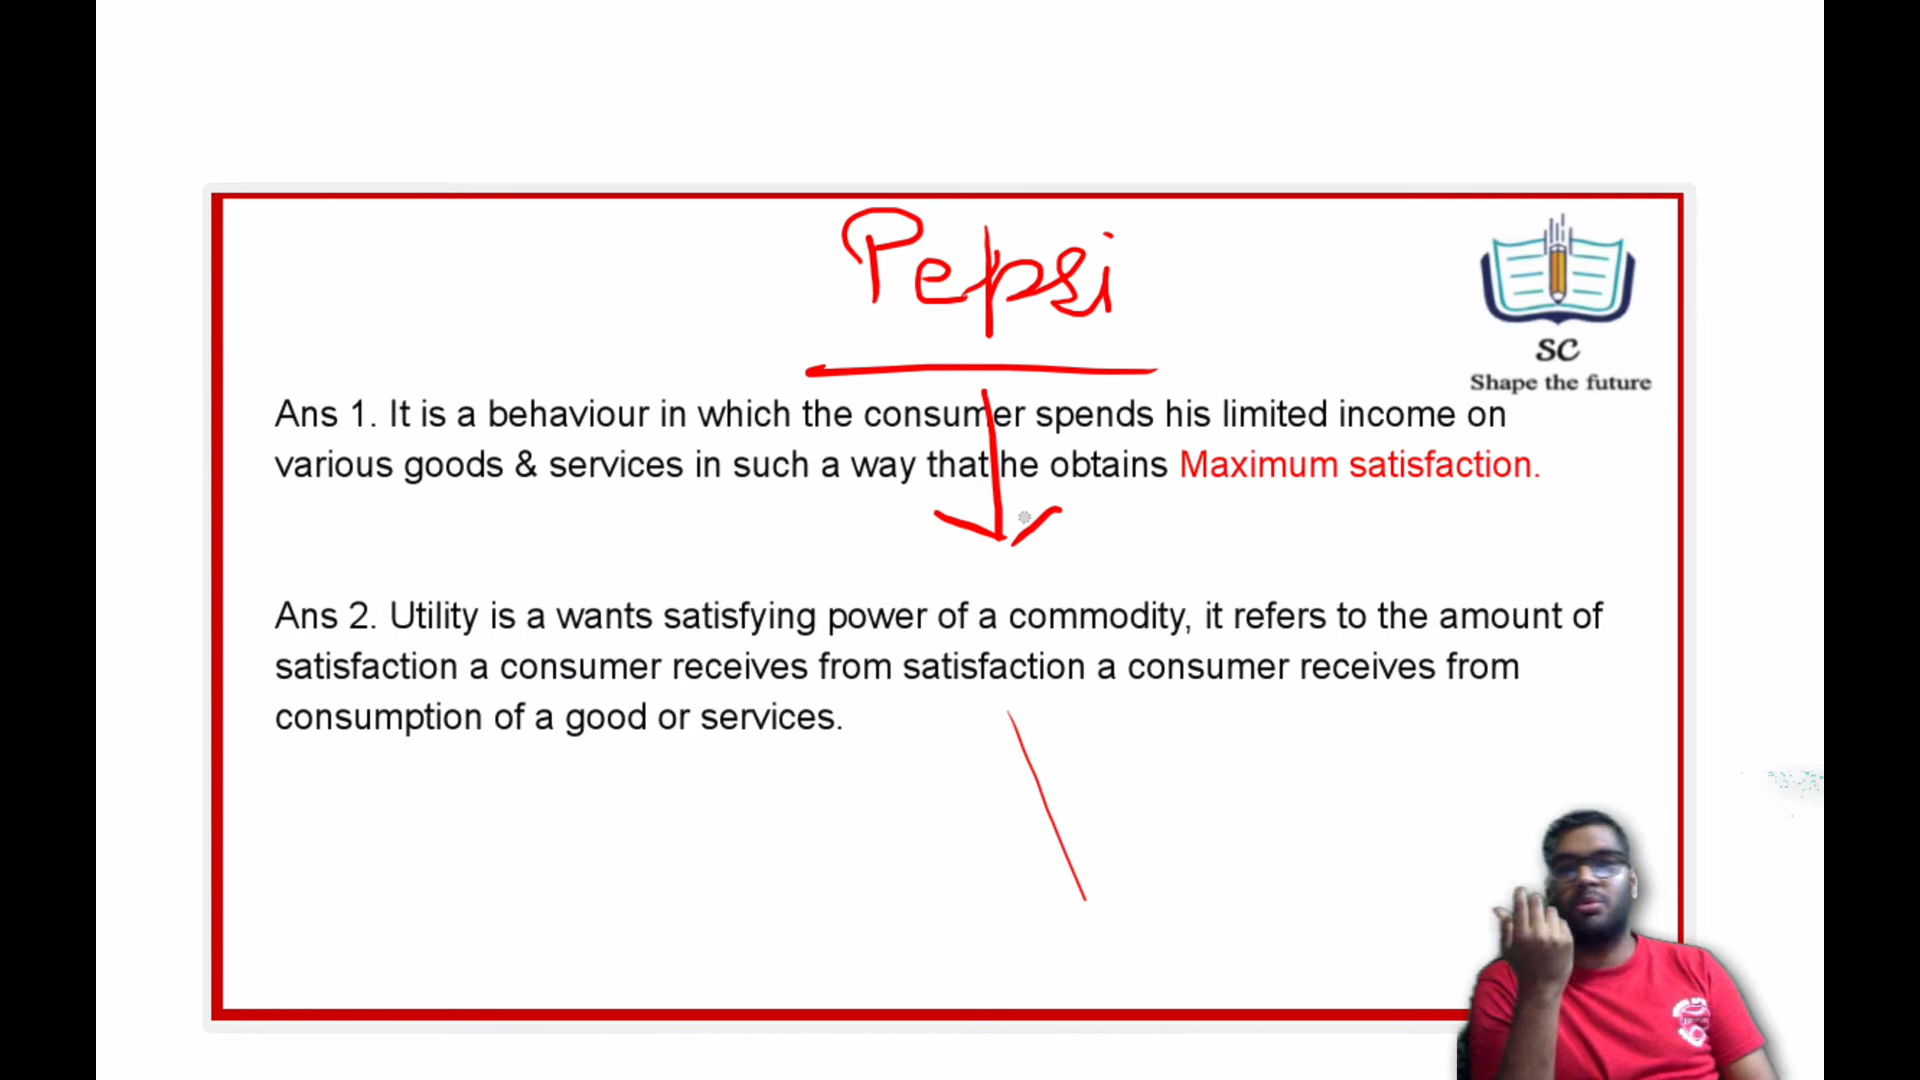 Pepsi
SC
Shape the future
Ans 1. It is a behaviour in which the consumer spends his limited income on
various goods & services in such a way that he obtains Maximum satisfaction.
Ans 2. Utility is a wants satisfying power of a commodity, it refers to the amount of
satisfaction a consumer receives from satisfaction a consumer receives from
consumption of a good or services.